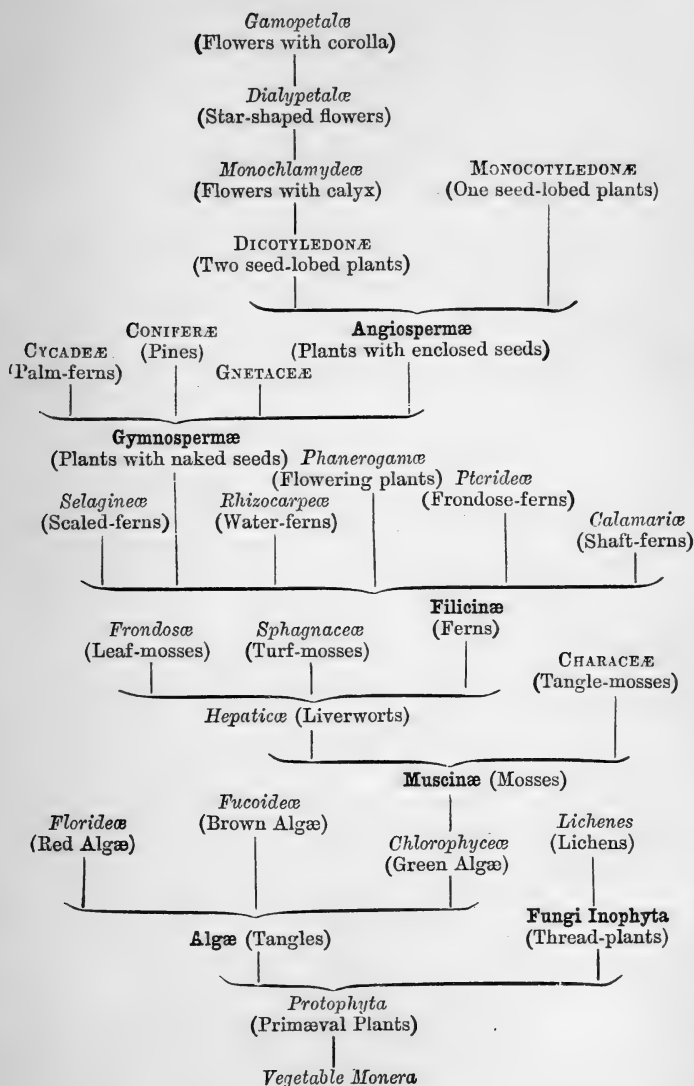 Gamopetalæ
(Flowers with corolla)
Dialypetalæ
(Star-shaped flowers)
Monochlamydeæ
(Flowers with calyx)
MONOCOTYLEDONÆ
(One seed-lobed plants)
DICOTYLEDONÆ
(Two seed-lobed plants)
Angiospermæ
(Plants with enclosed seeds)
CYCADEÆ
(Palm-ferns)
CONIFERÆ
(Pines)
GNETACEÆ
Gymnospermæ
(Plants with naked seeds)
Phanerogamæ
(Flowering plants)
Selagineæ
(Scaled-ferns)
Rhizocarpeæ
(Water-ferns)
Pterideæ
(Frondose-ferns)
Calamariæ
(Shaft-ferns)
Filicinæ
(Ferns)
Frondosæ
(Leaf-mosses)
Sphagnaceæ
(Turf-mosses)
CHARACEÆ
(Tangle-mosses)
Hepaticæ (Liverworts)
Muscinæ (Mosses)
Florideæ
(Red Algæ)
Fucoideæ
(Brown Algæ)
Chlorophyceæ
(Green Algæ)
Lichenes
(Lichens)
Fungi Inophyta
(Thread-plants)
Algæ (Tangles)
Protophyta
(Primæval Plants)
Vegetable Monera